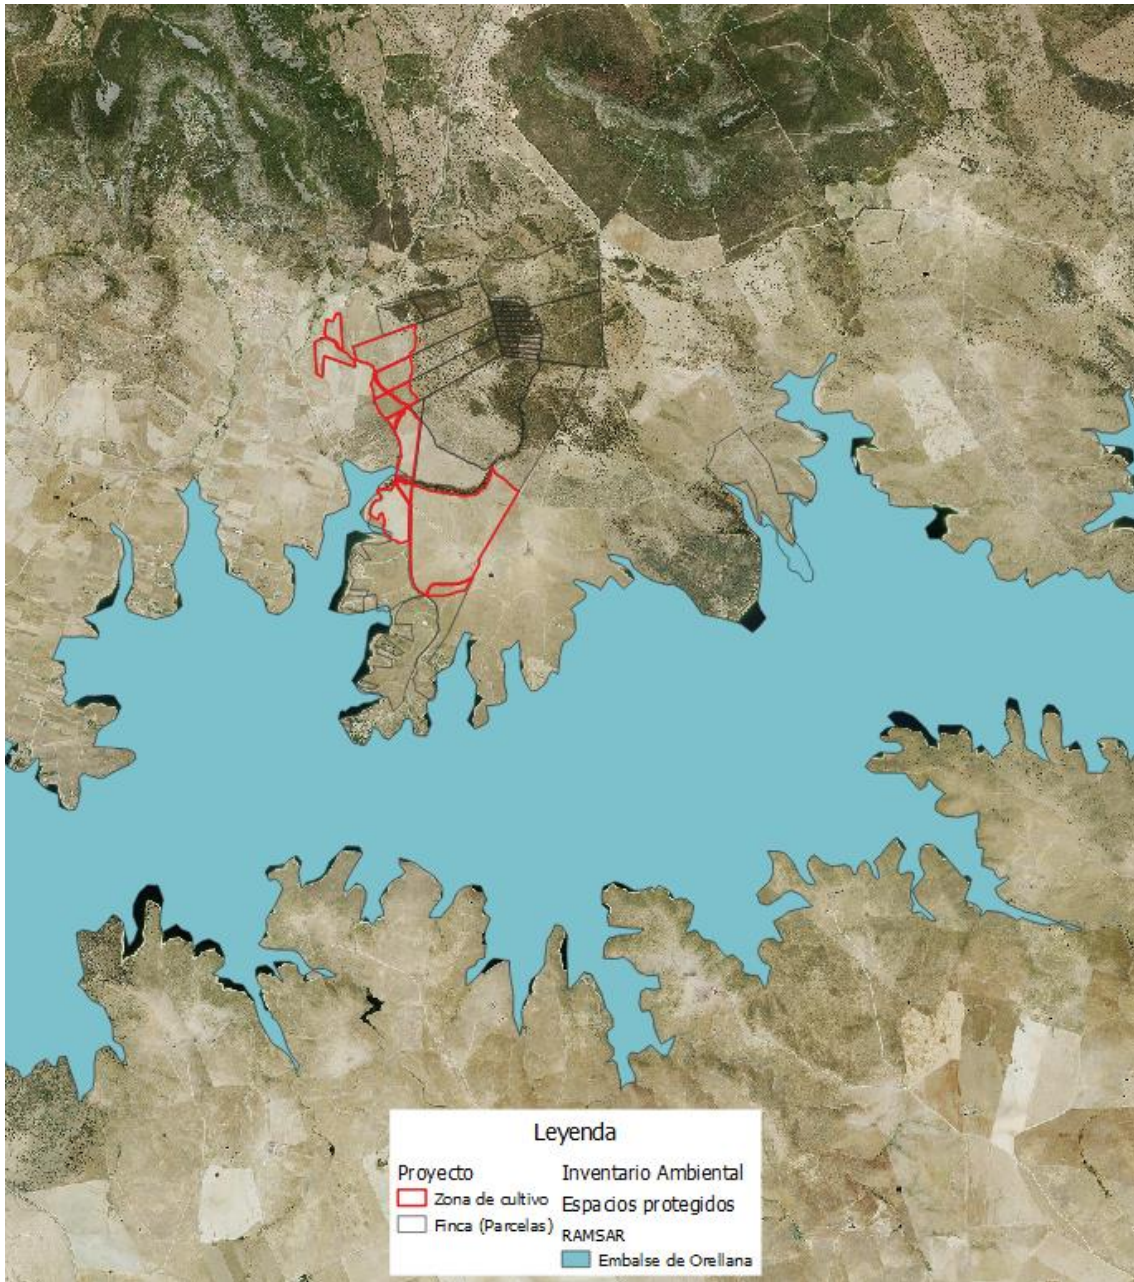 Leyenda
Proyecto
Zona de cultivo
Finca (Parcelas)
Inventario Ambiental
Espacios protegidos
RAMSAR
Embalse de Orellana